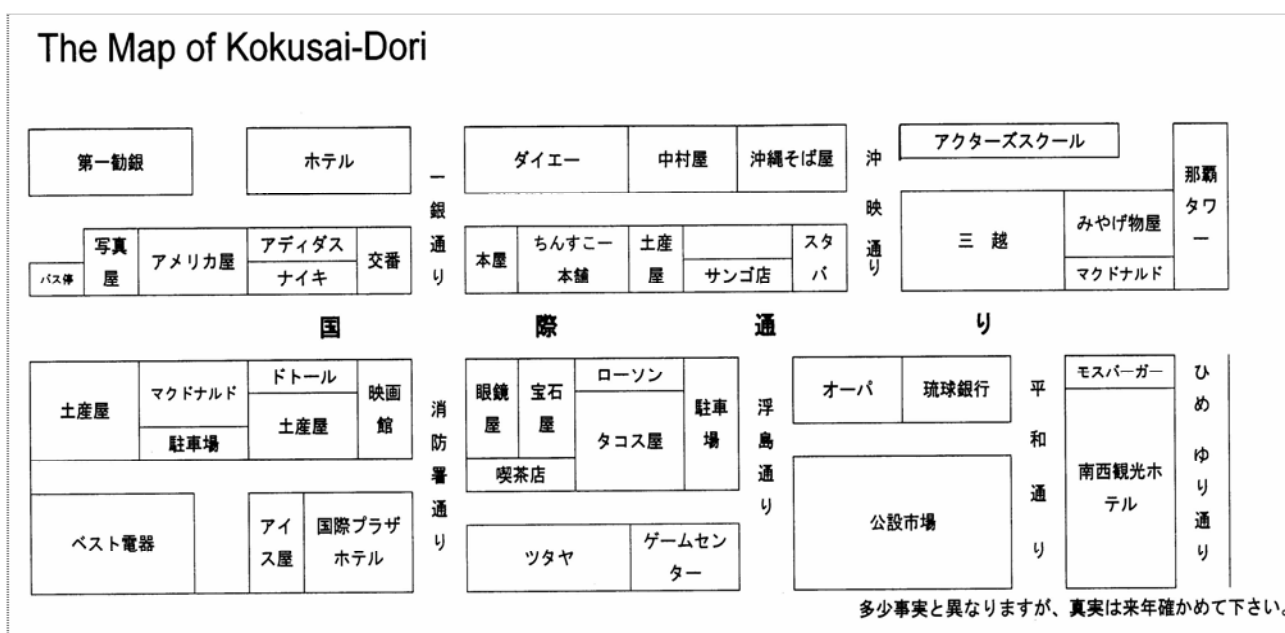 The Map of Kokusai-Dori
第一勧銀
ホテル
ダイエー
中村屋
沖縄そば屋
アクターズスクール
那覇
タワ
ー
一銀通り
沖映通り
写真
屋
アメリカ屋
アディダス
ナイキ
交番
バス停
本屋
ちんすこー
本舗
土産
屋
サンゴ店
スタ
バ
三越
みやげ物屋
マクドナルド
国際通り
土産屋
マクドナルド
駐車場
ドトール
土産屋
映画
館
消防署通り
眼鏡
屋
宝石
屋
喫茶店
ローソン
タコス屋
駐車
場
浮島通り
オーパ
琉球銀行
平和通り
モスバーガー
南西観光ホ
テル
ひめゆり通り
ベスト電器
アイ
ス屋
国際プラザ
ホテル
ツタヤ
ゲームセン
ター
公設市場
多少事実と異なりますが、真実は来年確かめて下さい。